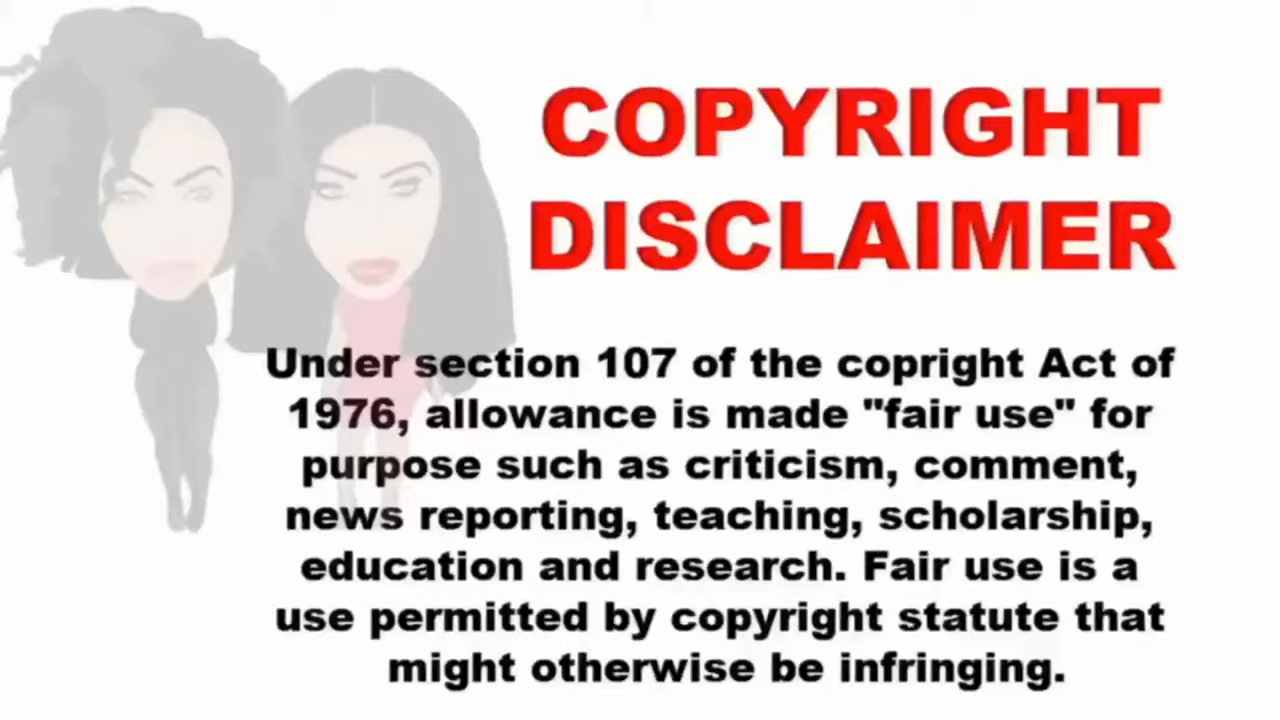 COPYRIGHT
DISCLAIMER
Under section 107 of the copright Act of
1976, allowance is made "fair use" for
purpose such as criticism, comment,
news reporting, teaching, scholarship,
education and research. Fair use is a
use permitted by copyright statute that
might otherwise be infringing.